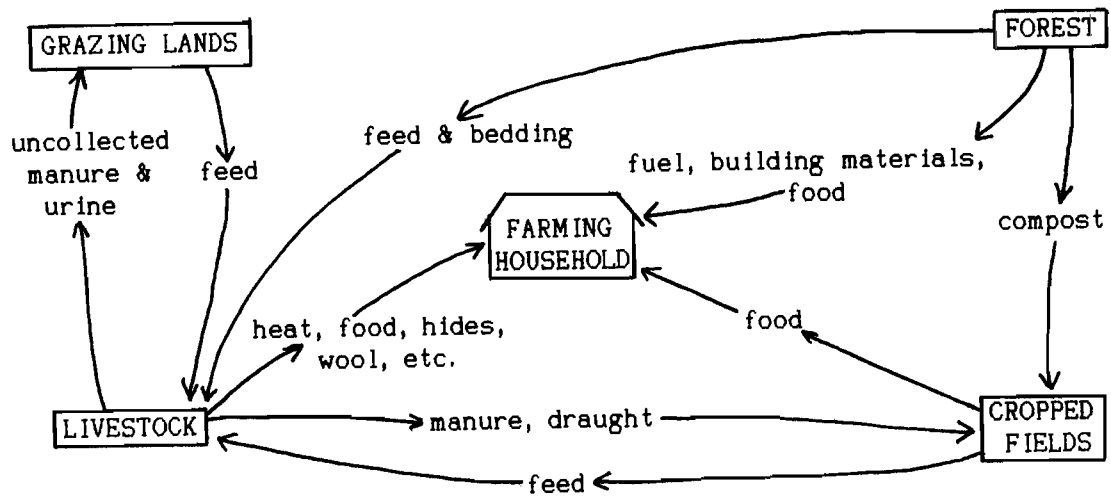 GRAZING LANDS
FOREST
uncollected
manure &
urine
feed
feed & bedding
fuel, building materials,
food
compost
FARMING
HOUSEHOLD
heat, food, hides,
wool, etc.
food
LIVESTOCK
manure, draught
CROPPED
FIELDS
feed